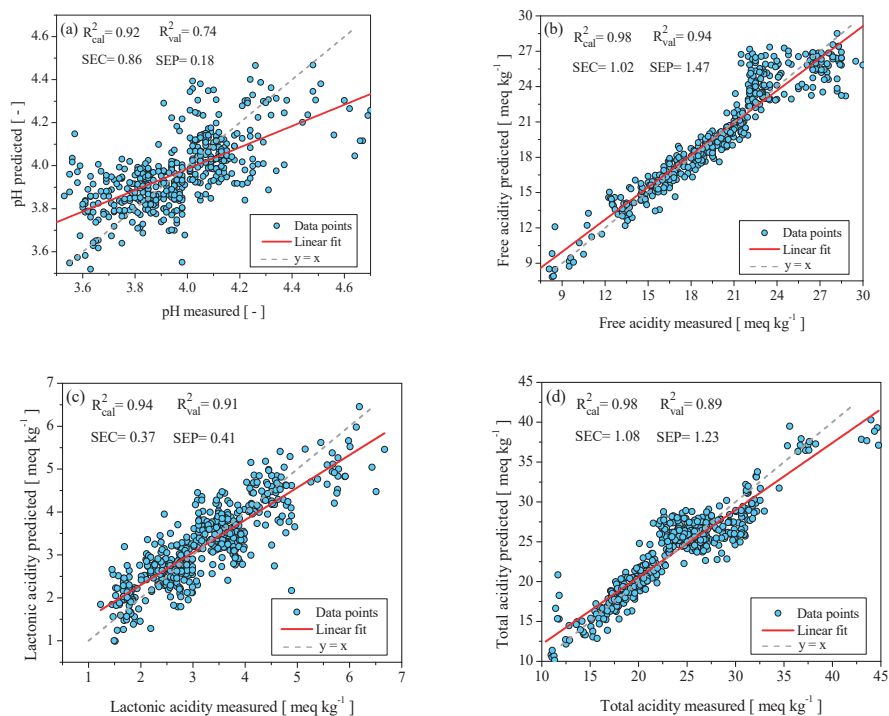 (a)
R²cal= 0.92 R²val= 0.74
SEC= 0.86 SEP= 0.18
4.6
4.4
4.2
4.0
3.8
3.6
pH predicted [ - ]
Data points
Linear fit
y = x
3.6 3.8 4.0 4.2 4.4 4.6
pH measured [ - ]
(b)
R²cal= 0.98 R²val= 0.94
SEC= 1.02 SEP= 1.47
30
27
24
21
18
15
12
9
Free acidity predicted [ meq kg⁻¹ ]
Data points
Linear fit
y = x
9 12 15 18 21 24 27 30
Free acidity measured [ meq kg⁻¹ ]
(c)
R²cal= 0.94 R²val= 0.91
SEC= 0.37 SEP= 0.41
7
6
5
4
3
2
1
Lactonic acidity predicted [ meq kg⁻¹ ]
Data points
Linear fit
y = x
1 2 3 4 5 6 7
Lactonic acidity measured [ meq kg⁻¹ ]
(d)
R²cal= 0.98 R²val= 0.89
SEC= 1.08 SEP= 1.23
45
40
35
30
25
20
15
10
Total acidity predicted [ meq kg⁻¹ ]
Data points
Linear fit
y = x
10 15 20 25 30 35 40 45
Total acidity measured [ meq kg⁻¹ ]